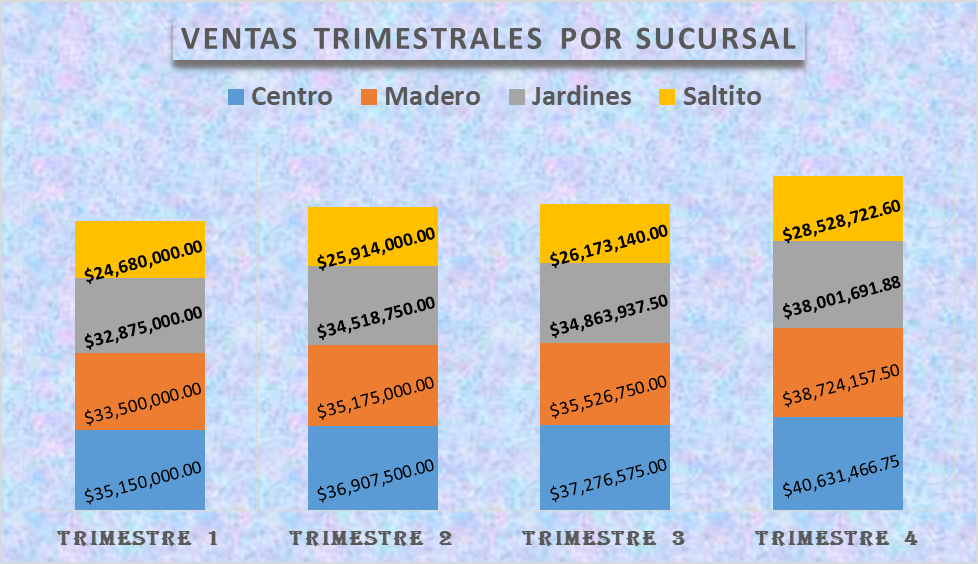 VENTAS TRIMESTRALES POR SUCURSAL
Centro Madero Jardines Saltito
$24,680,000.00 $25,914,000.00 $26,173,140.00 $28,528,722.60
$32,875,000.00 $34,518,750.00 $34,863,937.50 $38,001,691.88
$33,500,000.00 $35,175,000.00 $35,526,750.00 $38,724,157.50
$35,150,000.00 $36,907,500.00 $37,276,575.00 $40,631,466.75
TRIMESTRE 1 TRIMESTRE 2 TRIMESTRE 3 TRIMESTRE 4